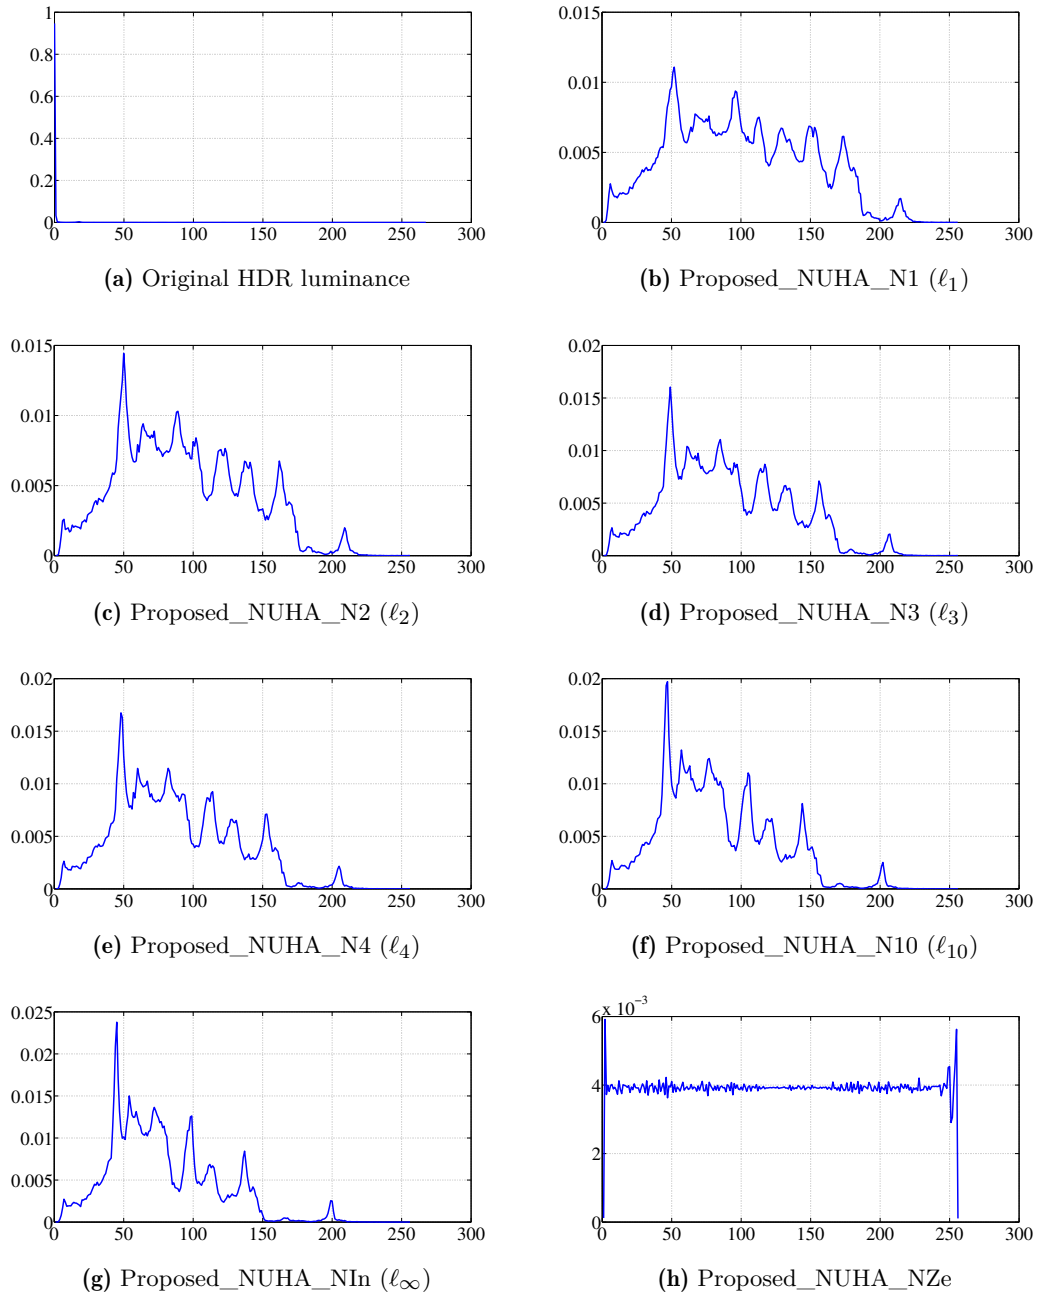 1
0.8
0.6
0.4
0.2
0
0 50 100 150 200 250 300
(a) Original HDR luminance
0.015
0.01
0.005
0
0 50 100 150 200 250 300
(b) Proposed_NUHA_N1 (ℓ1)
0.015
0.01
0.005
0
0 50 100 150 200 250 300
(c) Proposed_NUHA_N2 (ℓ2)
0.02
0.015
0.01
0.005
0
0 50 100 150 200 250 300
(d) Proposed_NUHA_N3 (ℓ3)
0.02
0.015
0.01
0.005
0
0 50 100 150 200 250 300
(e) Proposed_NUHA_N4 (ℓ4)
0.02
0.015
0.01
0.005
0
0 50 100 150 200 250 300
(f) Proposed_NUHA_N10 (ℓ10)
0.025
0.02
0.015
0.01
0.005
0
0 50 100 150 200 250 300
(g) Proposed_NUHA_NIn (ℓ∞)
x 10⁻³
6
4
2
0
0 50 100 150 200 250 300
(h) Proposed_NUHA_NZe